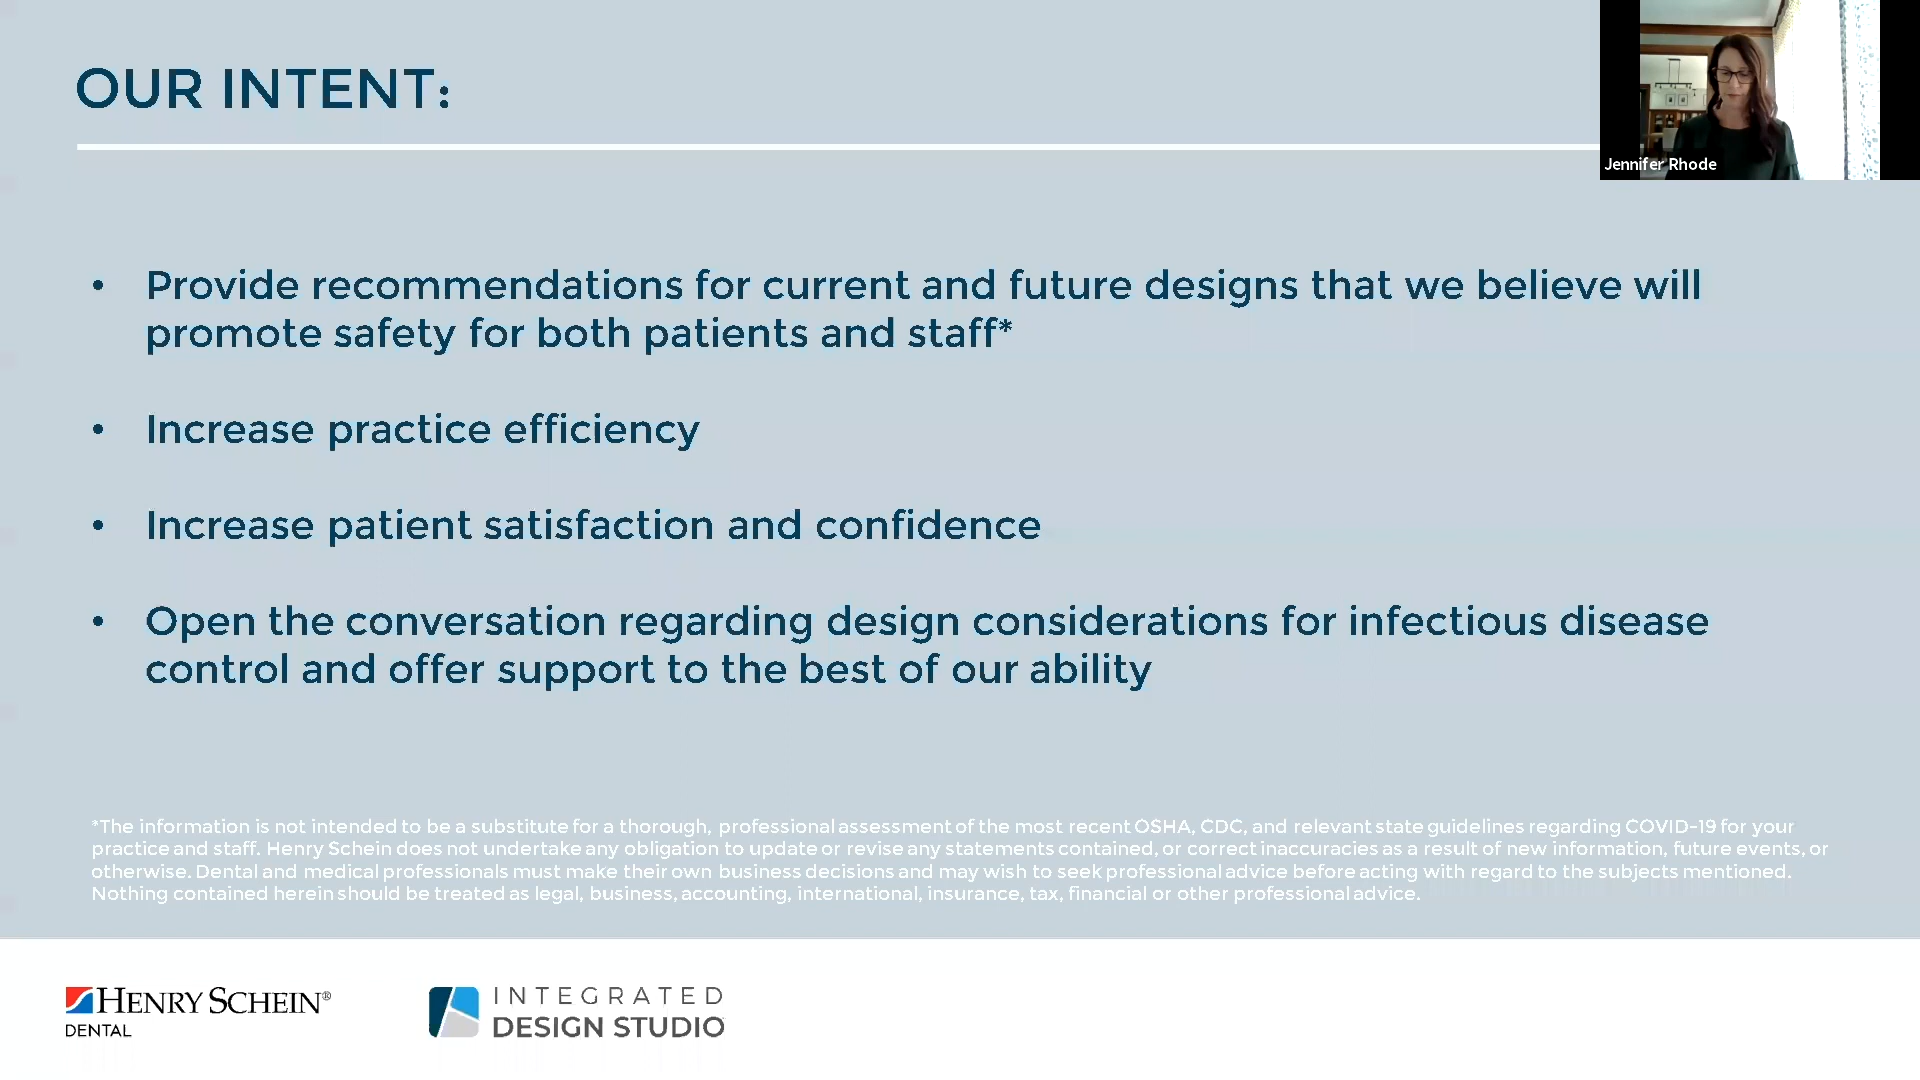 OUR INTENT:
Jennifer Rhode
• Provide recommendations for current and future designs that we believe will
promote safety for both patients and staff*
• Increase practice efficiency
• Increase patient satisfaction and confidence
• Open the conversation regarding design considerations for infectious disease
control and offer support to the best of our ability
*The information is not intended to be a substitute for a thorough, professional assessment of the most recent OSHA, CDC, and relevant state guidelines regarding COVID-19 for your
practice and staff. Henry Schein does not undertake any obligation to update or revise any statements contained, or correct inaccuracies as a result of new information, future events, or
otherwise. Dental and medical professionals must make their own business decisions and may wish to seek professional advice before acting with regard to the subjects mentioned.
Nothing contained herein should be treated as legal, business, accounting, international, insurance, tax, financial or other professional advice.
HENRY SCHEIN®
DENTAL
INTEGRATED
DESIGN STUDIO